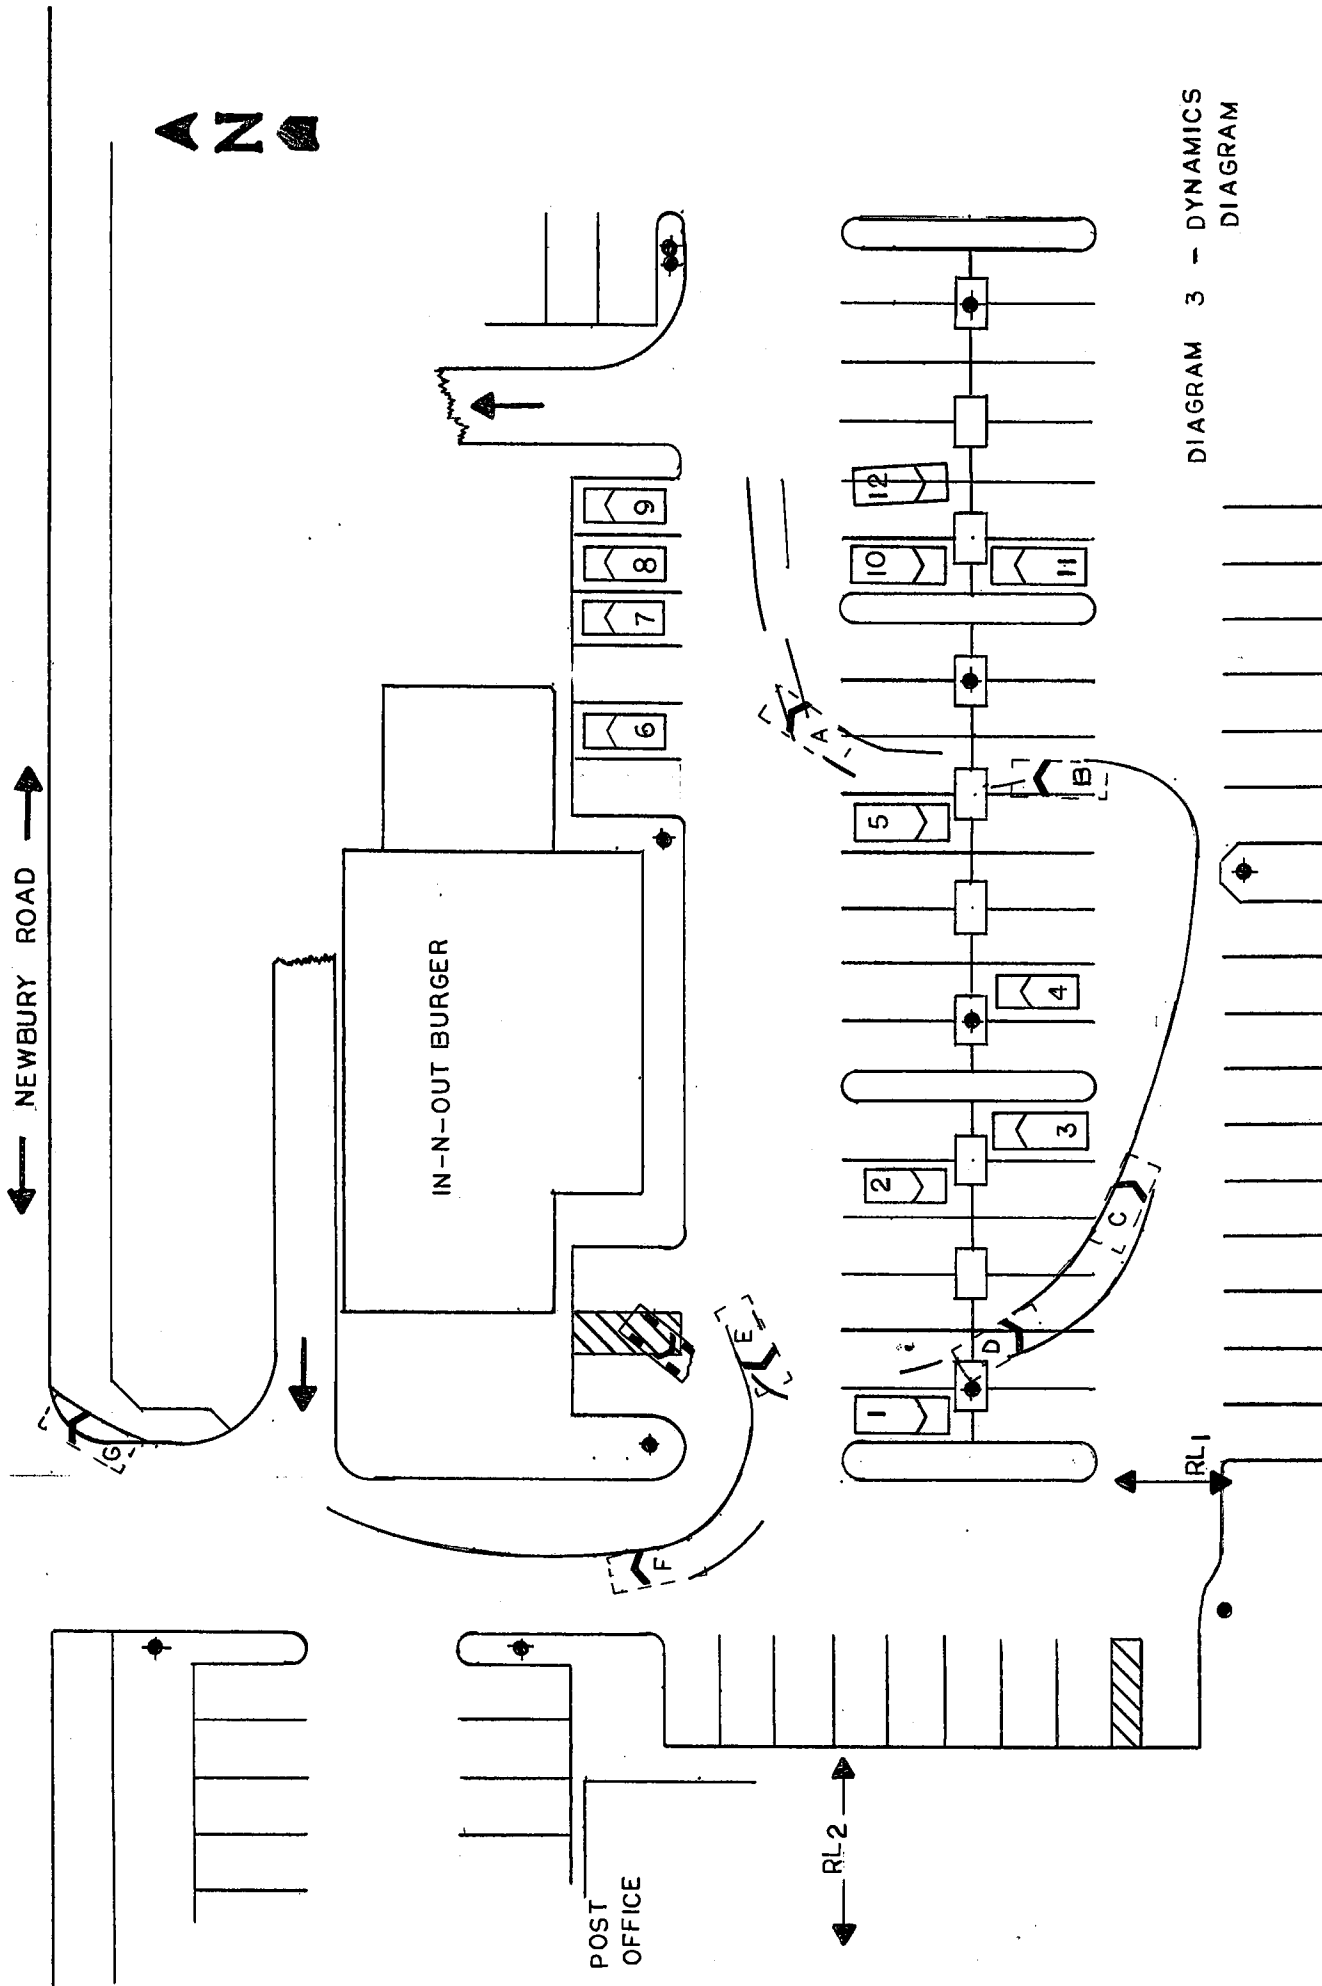 NEWBURY ROAD
N
IN-N-OUT BURGER
POST
OFFICE
RL2
RL1
G
F
E
D
C
B
A
1
2
3
4
5
6
7
8
9
10
11
12
DIAGRAM 3 - DYNAMICS
DIAGRAM